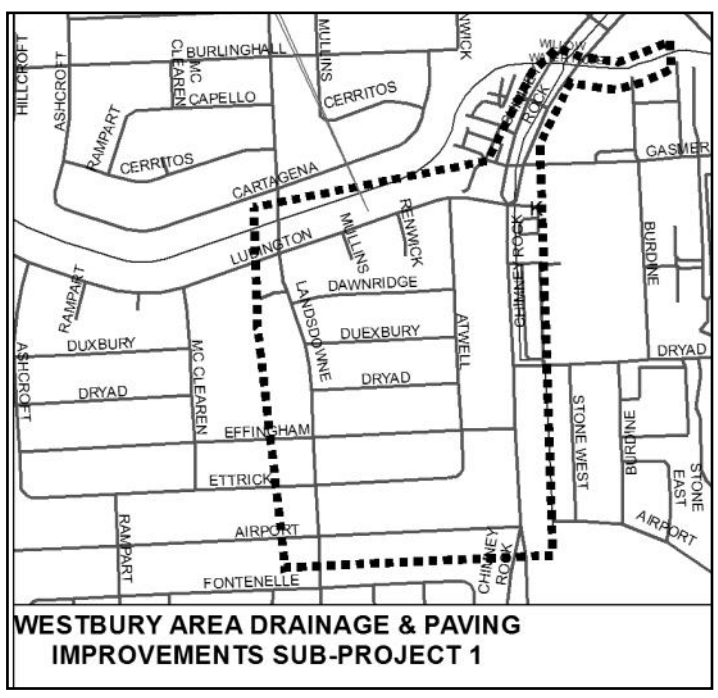 HILLCROFT
ASHCROFT
MC CLEAREN
BURLINGHALL
MULLINS
CAPELLO
RAMPART
CERRITOS
CERRITOS
CARTAGENA
WILLOW
ROCK
GASMER
LUDINGTON
MULLINS
RENWICK
CHIMNEY ROCK
BURDINE
RAMPART
LANDSDOWNE
DAWNRIDGE
ATWELL
DUXBURY
DUEXBURY
DRYAD
ASHCROFT
MC CLEAREN
DRYAD
DRYAD
EFFINGHAM
STONE WEST
BURDINE
STONE EAST
ETTRICK
RAMPART
AIRPORT
CHIMNEY ROCK
AIRPORT
FONTENELLE
WESTBURY AREA DRAINAGE & PAVING
IMPROVEMENTS SUB-PROJECT 1